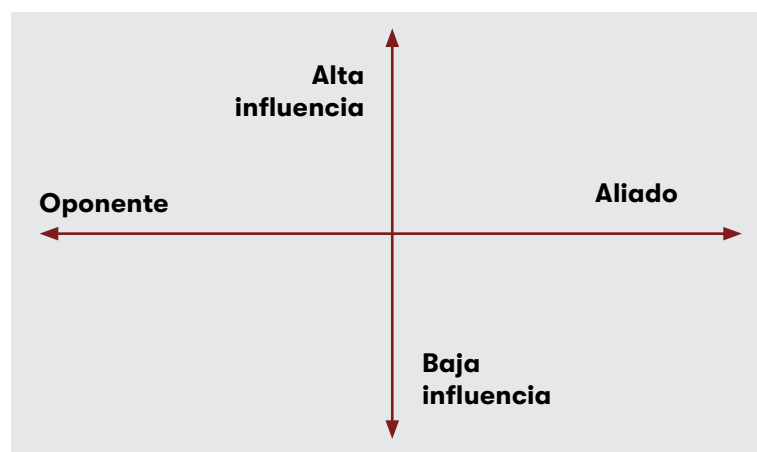 Alta
influencia
Oponente
Aliado
Baja
influencia